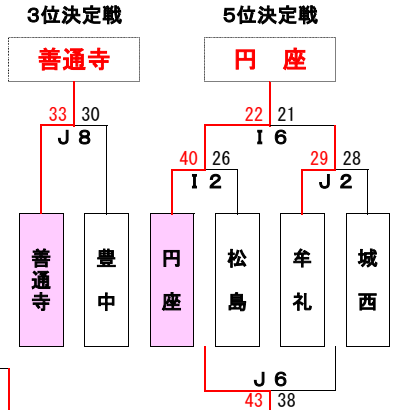 ３位決定戦
５位決定戦
善通寺
円　座
33 30
22 21
Ｊ８
Ｉ６
40 26
29 28
Ｉ２
Ｊ２
善通寺
豊中
円座
松島
牟礼
城西
Ｊ６
43 38